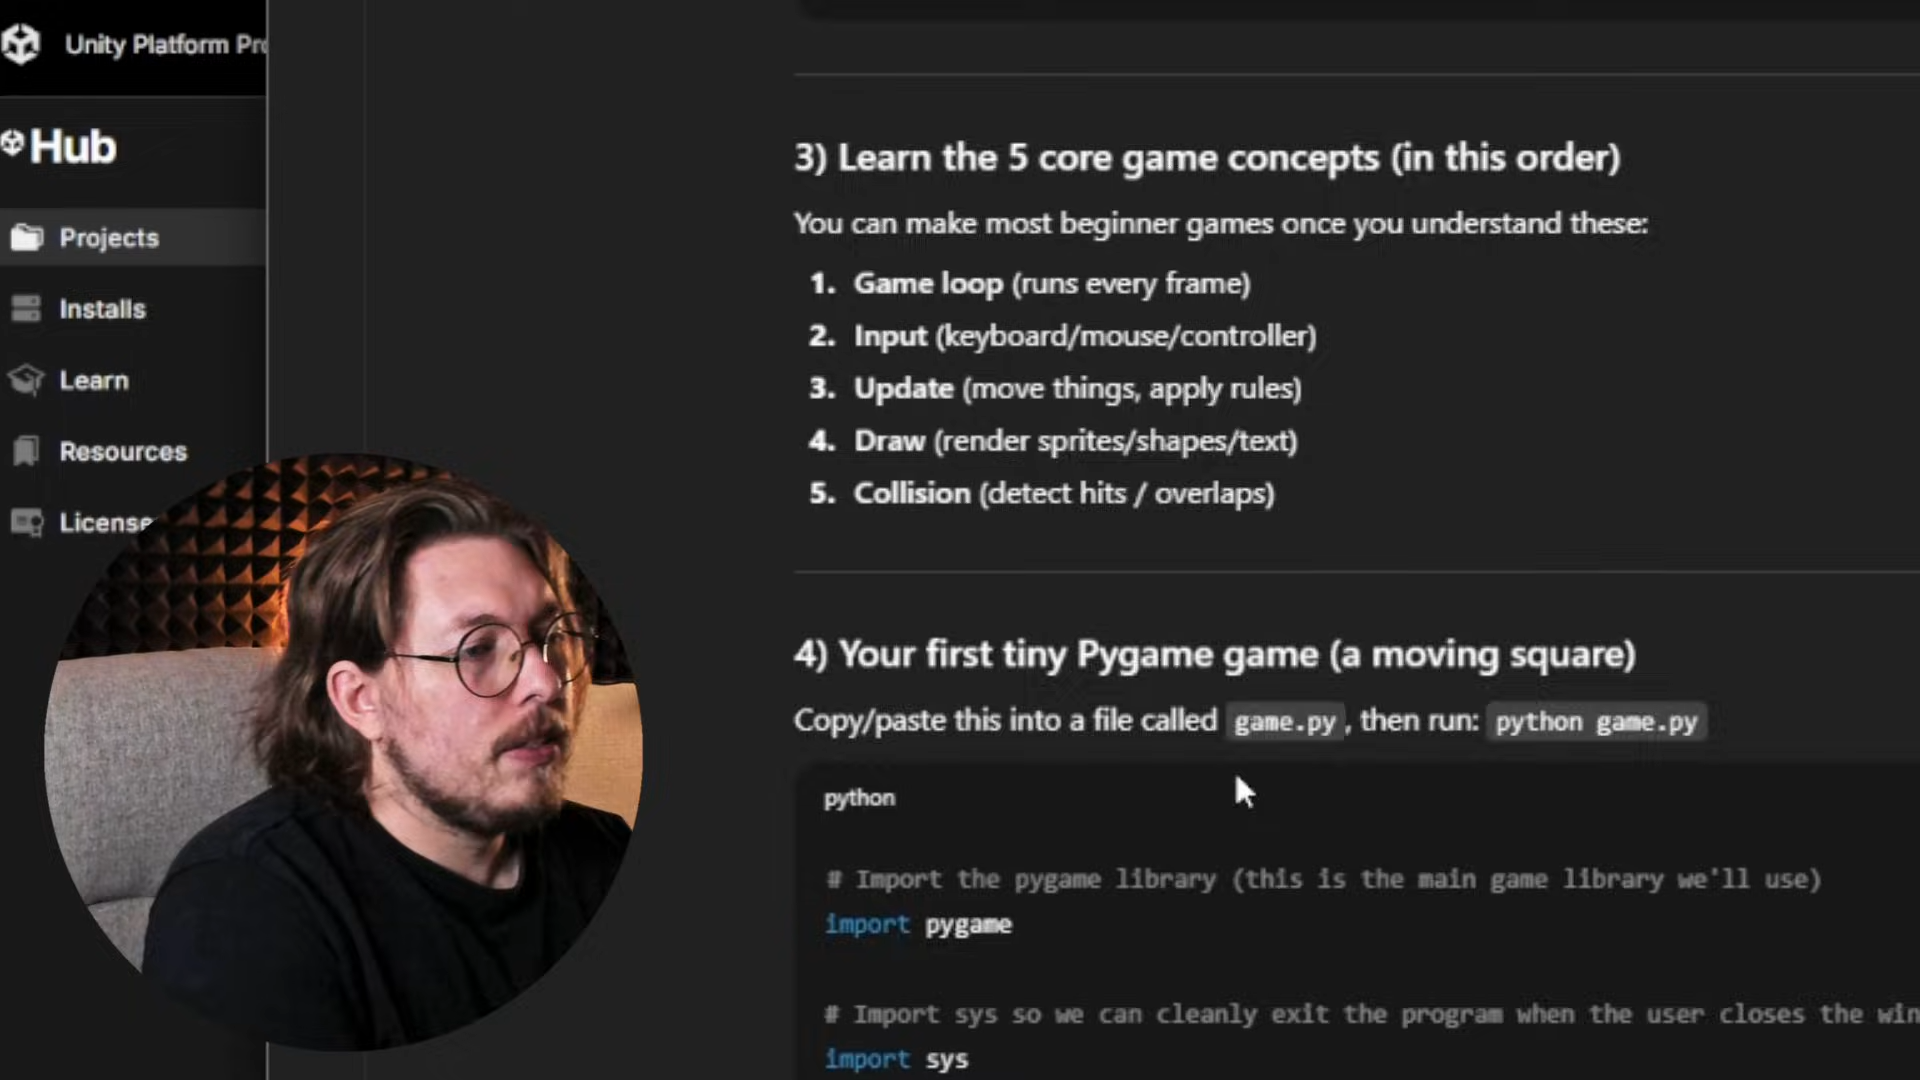 Unity Platform Pro
Hub
Projects
Installs
Learn
Resources
License
3) Learn the 5 core game concepts (in this order)
You can make most beginner games once you understand these:
1. Game loop (runs every frame)
2. Input (keyboard/mouse/controller)
3. Update (move things, apply rules)
4. Draw (render sprites/shapes/text)
5. Collision (detect hits / overlaps)
4) Your first tiny Pygame game (a moving square)
Copy/paste this into a file called game.py, then run: python game.py
python
# Import the pygame library (this is the main game library we'll use)
import pygame
# Import sys so we can cleanly exit the program when the user closes the win
import sys